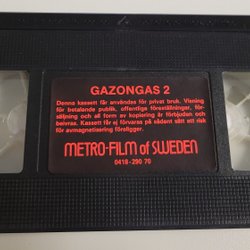 GAZONGAS 2
Denna kassett får användas för privat bruk. Visning
för betalande publik, offentliga föreställningar, för-
säljning och all form av kopiering är förbjuden och
beivras. Kassett får ej förvaras på sådant sätt att risk
för avmagnetisering föreligger.
METRO-FILM of SWEDEN
0418-290 70